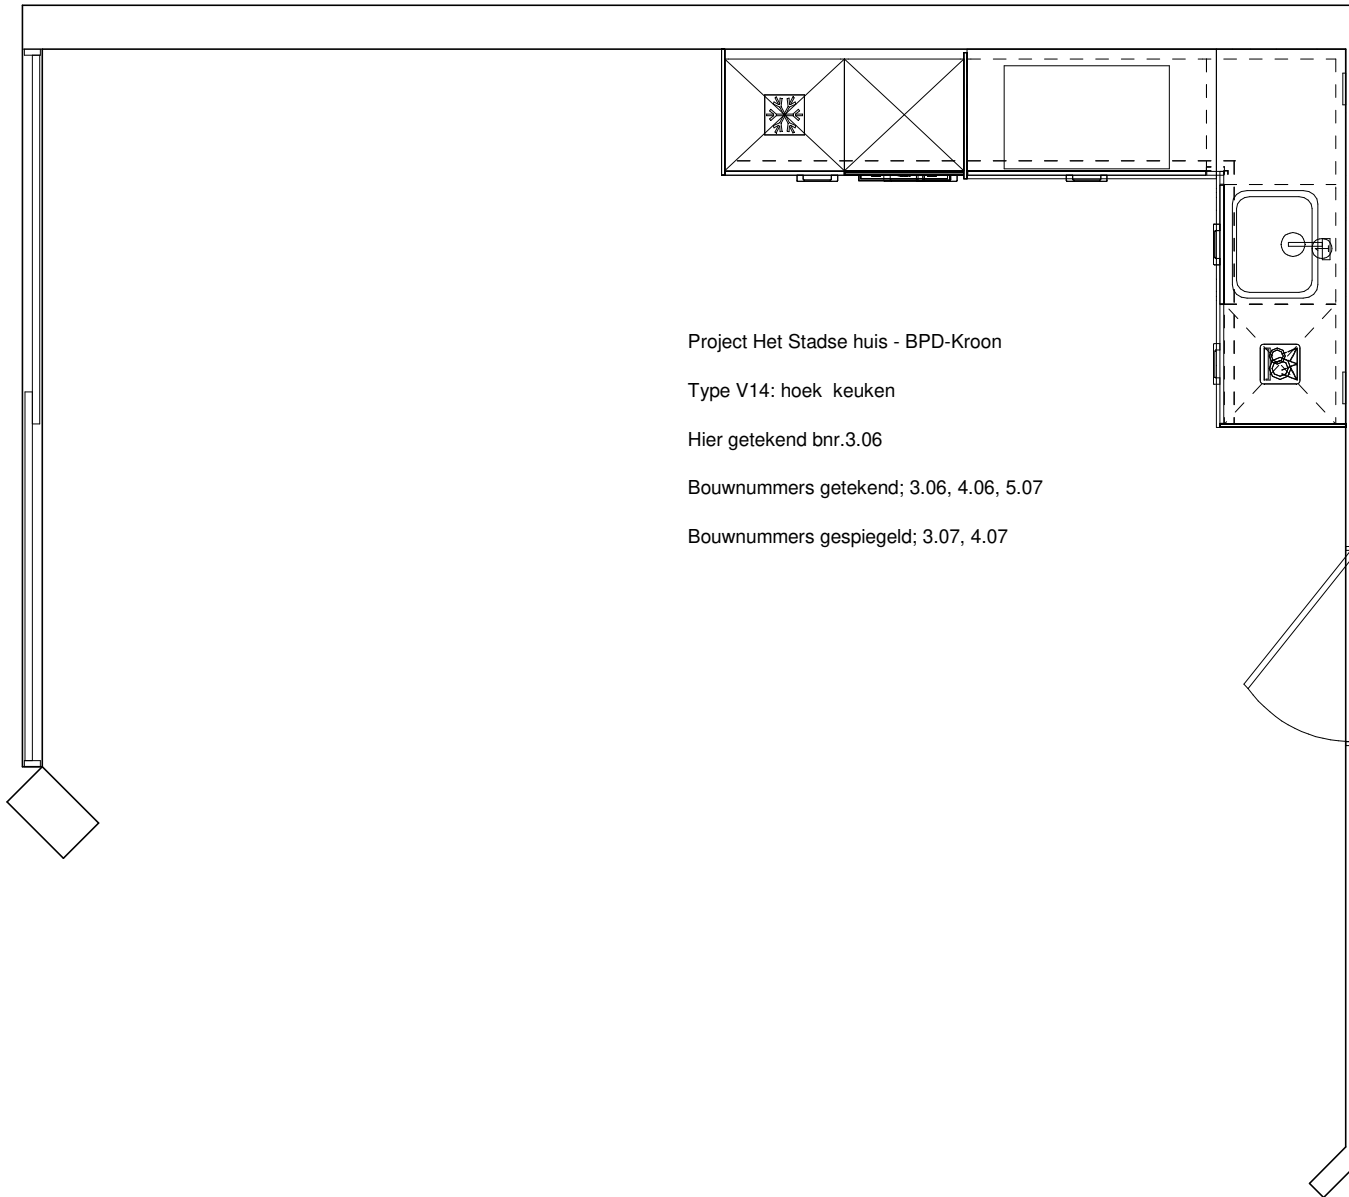 Project Het Stadse huis - BPD-Kroon
Type V14: hoek  keuken
Hier getekend bnr.3.06
Bouwnummers getekend; 3.06, 4.06, 5.07
Bouwnummers gespiegeld; 3.07, 4.07